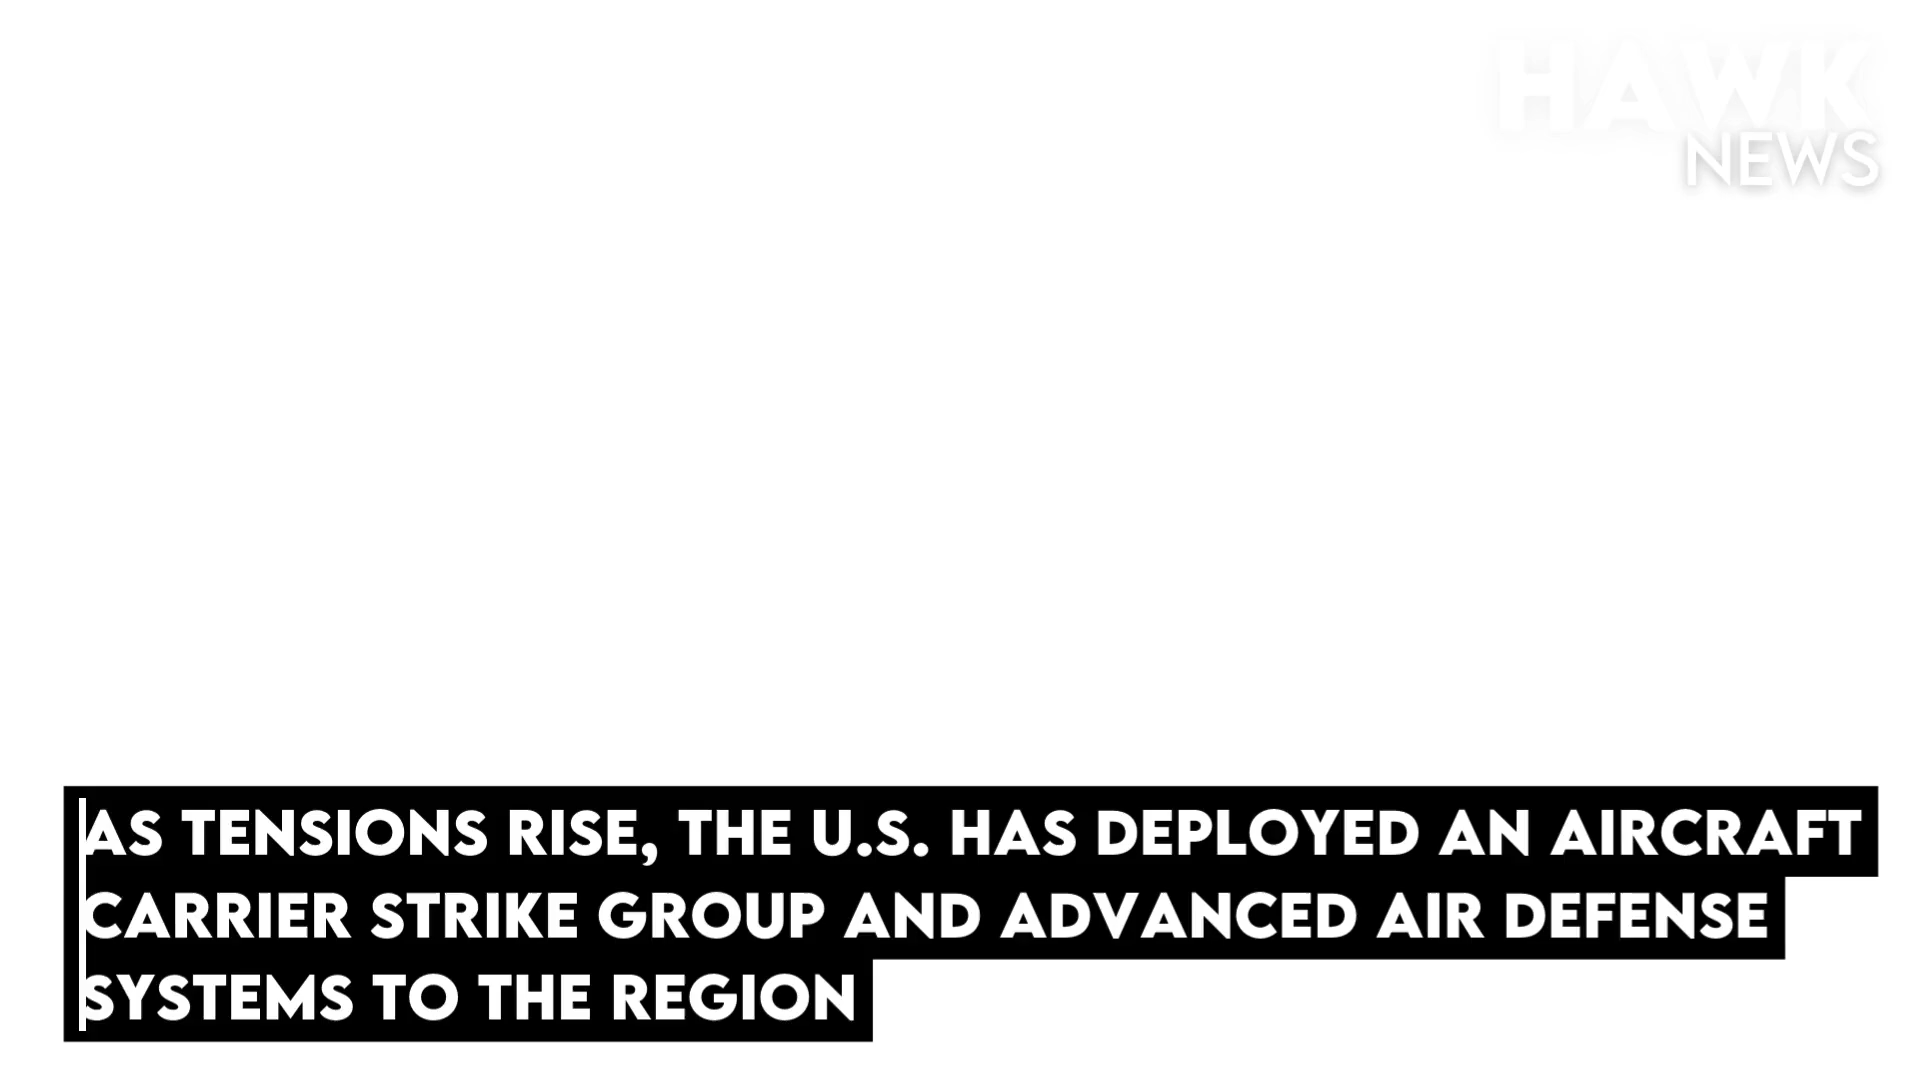 HAWK
NEWS
AS TENSIONS RISE, THE U.S. HAS DEPLOYED AN AIRCRAFT
CARRIER STRIKE GROUP AND ADVANCED AIR DEFENSE
SYSTEMS TO THE REGION